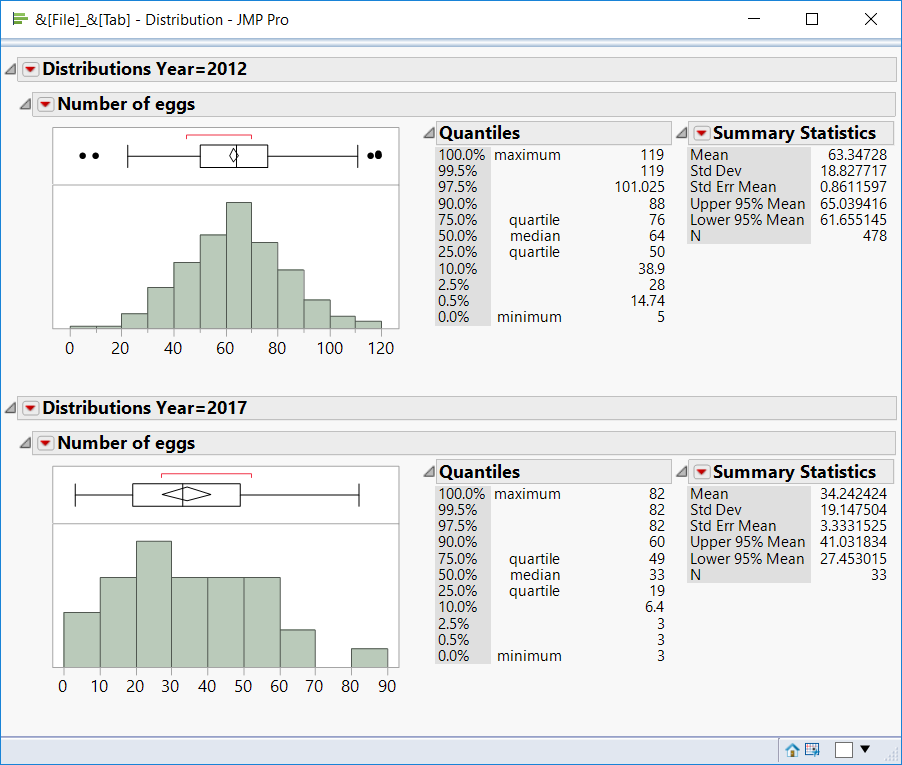 &[File]_&[Tab] - Distribution - JMP Pro
Distributions Year=2012
Number of eggs
0 20 40 60 80 100 120
Quantiles
100.0% maximum 119
99.5% 119
97.5% 101.025
90.0% 88
75.0% quartile 76
50.0% median 64
25.0% quartile 50
10.0% 38.9
2.5% 28
0.5% 14.74
0.0% minimum 5
Summary Statistics
Mean 63.34728
Std Dev 18.827717
Std Err Mean 0.8611597
Upper 95% Mean 65.039416
Lower 95% Mean 61.655145
N 478
Distributions Year=2017
Number of eggs
0 10 20 30 40 50 60 70 80 90
Quantiles
100.0% maximum 82
99.5% 82
97.5% 82
90.0% 60
75.0% quartile 49
50.0% median 33
25.0% quartile 19
10.0% 6.4
2.5% 3
0.5% 3
0.0% minimum 3
Summary Statistics
Mean 34.242424
Std Dev 19.147504
Std Err Mean 3.3331525
Upper 95% Mean 41.031834
Lower 95% Mean 27.453015
N 33